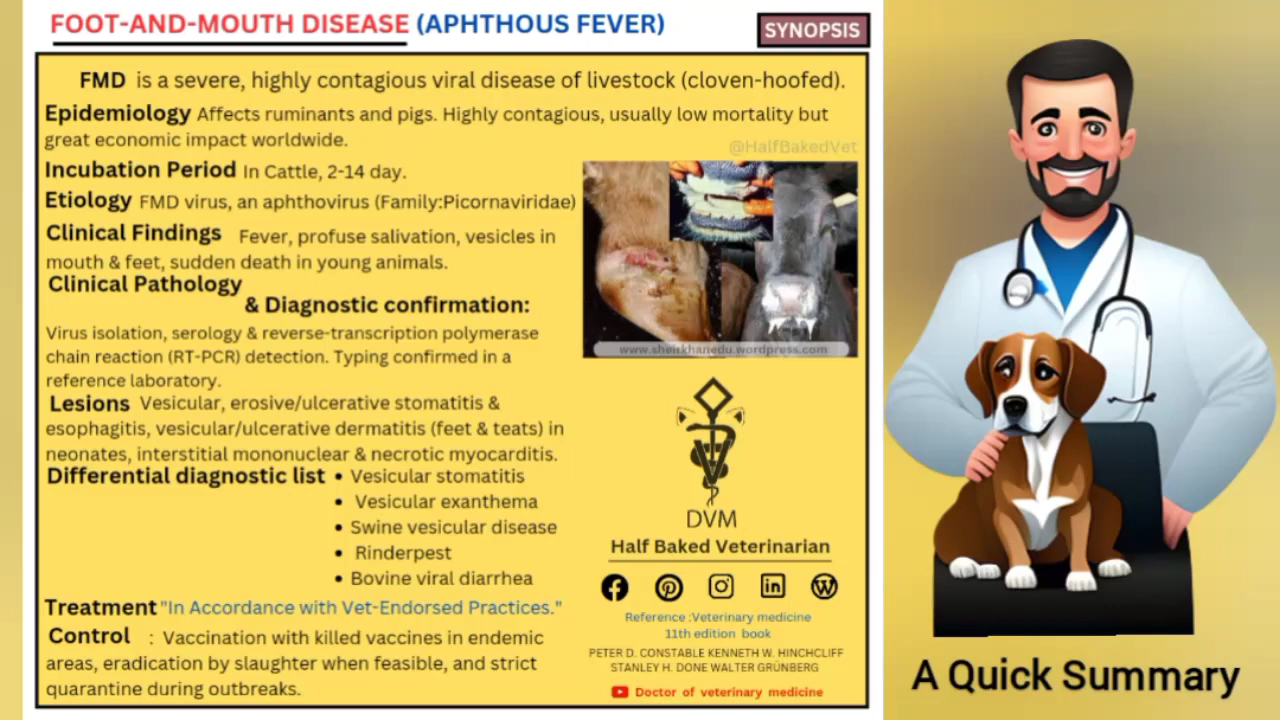 FOOT-AND-MOUTH DISEASE (APHTHOUS FEVER)
SYNOPSIS
FMD is a severe, highly contagious viral disease of livestock (cloven-hoofed).
Epidemiology Affects ruminants and pigs. Highly contagious, usually low mortality but
great economic impact worldwide.
@HalfBakedVet
Incubation Period In Cattle, 2-14 day.
Etiology FMD virus, an aphthovirus (Family:Picornaviridae)
Clinical Findings Fever, profuse salivation, vesicles in
mouth & feet, sudden death in young animals.
Clinical Pathology
& Diagnostic confirmation:
Virus isolation, serology & reverse-transcription polymerase
chain reaction (RT-PCR) detection. Typing confirmed in a
reference laboratory.
Lesions Vesicular, erosive/ulcerative stomatitis &
esophagitis, vesicular/ulcerative dermatitis (feet & teats) in
neonates, interstitial mononuclear & necrotic myocarditis.
Differential diagnostic list • Vesicular stomatitis
• Vesicular exanthema
• Swine vesicular disease
• Rinderpest
• Bovine viral diarrhea
Treatment "In Accordance with Vet-Endorsed Practices."
Control : Vaccination with killed vaccines in endemic
areas, eradication by slaughter when feasible, and strict
quarantine during outbreaks.
www.sheirkhanedu.wordpress.com
DVM
Half Baked Veterinarian
Reference :Veterinary medicine
11th edition book
PETER D. CONSTABLE KENNETH W. HINCHCLIFF
STANLEY H. DONE WALTER GRÜNBERG
Doctor of veterinary medicine
A Quick Summary